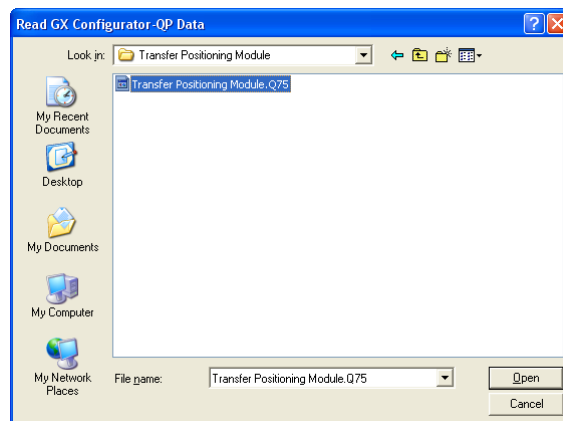 Read GX Configurator-QP Data
Look in: Transfer Positioning Module
Transfer Positioning Module.Q75
My Recent
Documents
Desktop
My Documents
My Computer
My Network
Places
File name: Transfer Positioning Module.Q75 Open
Cancel